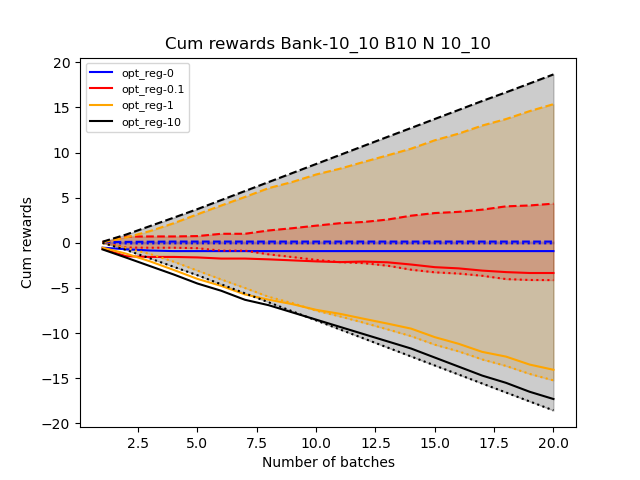 Cum rewards Bank-10_10 B10 N 10_10
opt_reg-0
opt_reg-0.1
opt_reg-1
opt_reg-10
Cum rewards
20
15
10
5
0
−5
−10
−15
−20
2.5 5.0 7.5 10.0 12.5 15.0 17.5 20.0
Number of batches